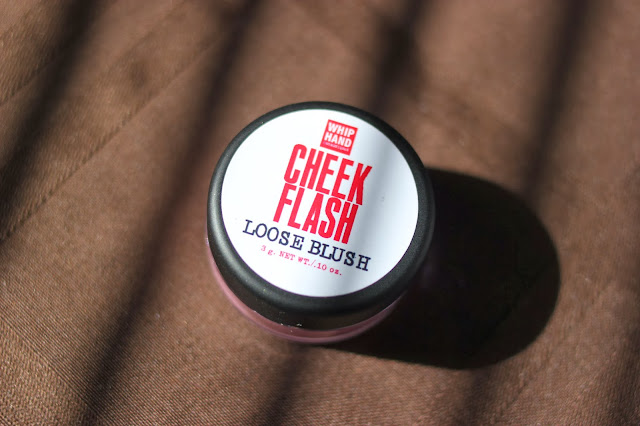 WHIP
HAND
CHEEK
FLASH
LOOSE BLUSH
3 g. NET WT./.10 oz.